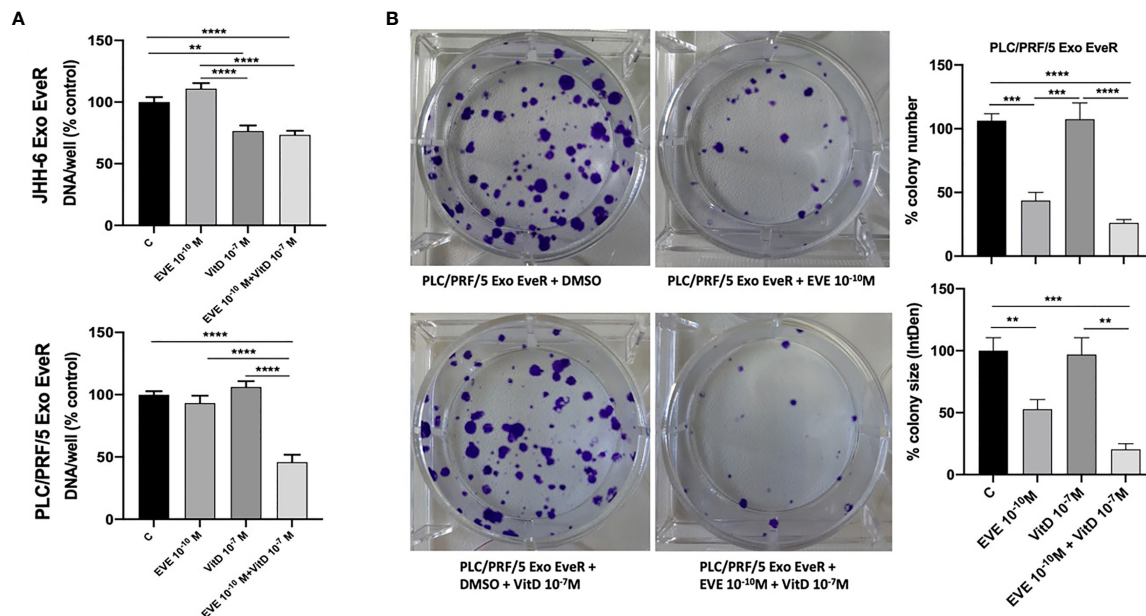 A
JHH-6 Exo EveR
DNA/well (% control)
150
100
50
0
****
**
****
****
C
EVE 10⁻¹⁰ M
VitD 10⁻⁷ M
EVE 10⁻¹⁰ M+VitD 10⁻⁷ M
PLC/PRF/5 Exo EveR
DNA/well (% control)
150
100
50
0
****
****
****
C
EVE 10⁻¹⁰ M
VitD 10⁻⁷ M
EVE 10⁻¹⁰ M+VitD 10⁻⁷ M
B
PLC/PRF/5 Exo EveR + DMSO
PLC/PRF/5 Exo EveR + EVE 10⁻¹⁰M
PLC/PRF/5 Exo EveR +
DMSO + VitD 10⁻⁷M
PLC/PRF/5 Exo EveR +
EVE 10⁻¹⁰M + VitD 10⁻⁷M
PLC/PRF/5 Exo EveR
% colony number
150
100
50
0
****
***
***
****
% colony size (IntDen)
150
100
50
0
***
**
**
C
EVE 10⁻¹⁰M
VitD 10⁻⁷M
EVE 10⁻¹⁰M + VitD 10⁻⁷M